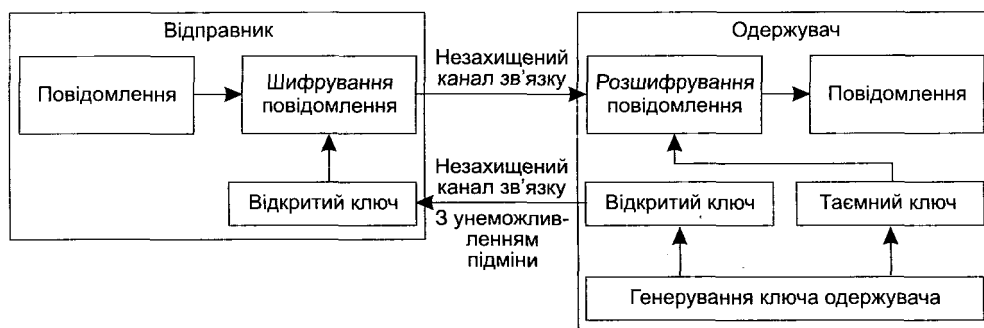 Відправник
Одержувач
Повідомлення
Шифрування
повідомлення
Незахищений
канал зв'язку
Розшифрування
повідомлення
Повідомлення
Незахищений
канал зв'язку
Відкритий ключ
З унеможлив-
ленням
підміни
Відкритий ключ
Таємний ключ
Генерування ключа одержувача